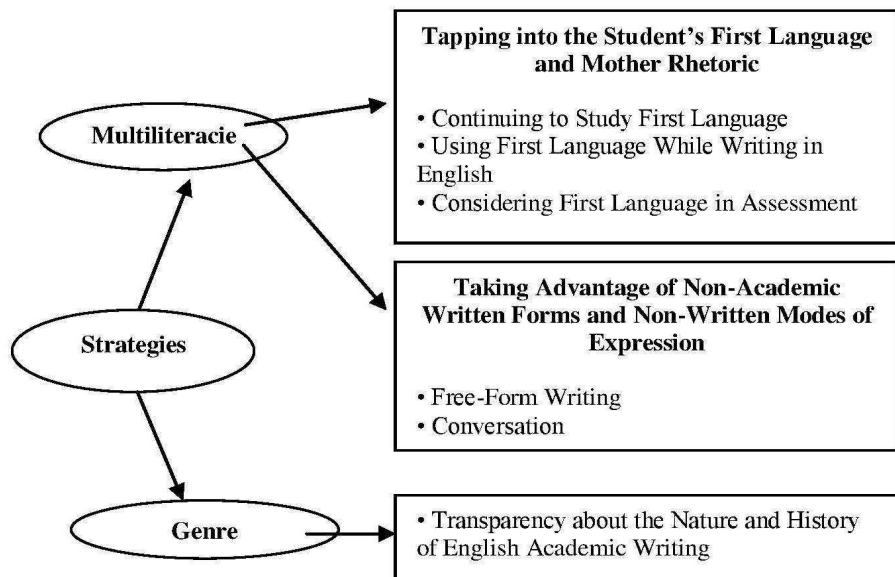 Tapping into the Student's First Language
and Mother Rhetoric
• Continuing to Study First Language
• Using First Language While Writing in
English
• Considering First Language in Assessment
Multiliteracie
Taking Advantage of Non-Academic
Written Forms and Non-Written Modes of
Expression
• Free-Form Writing
• Conversation
Strategies
Genre
• Transparency about the Nature and History
of English Academic Writing